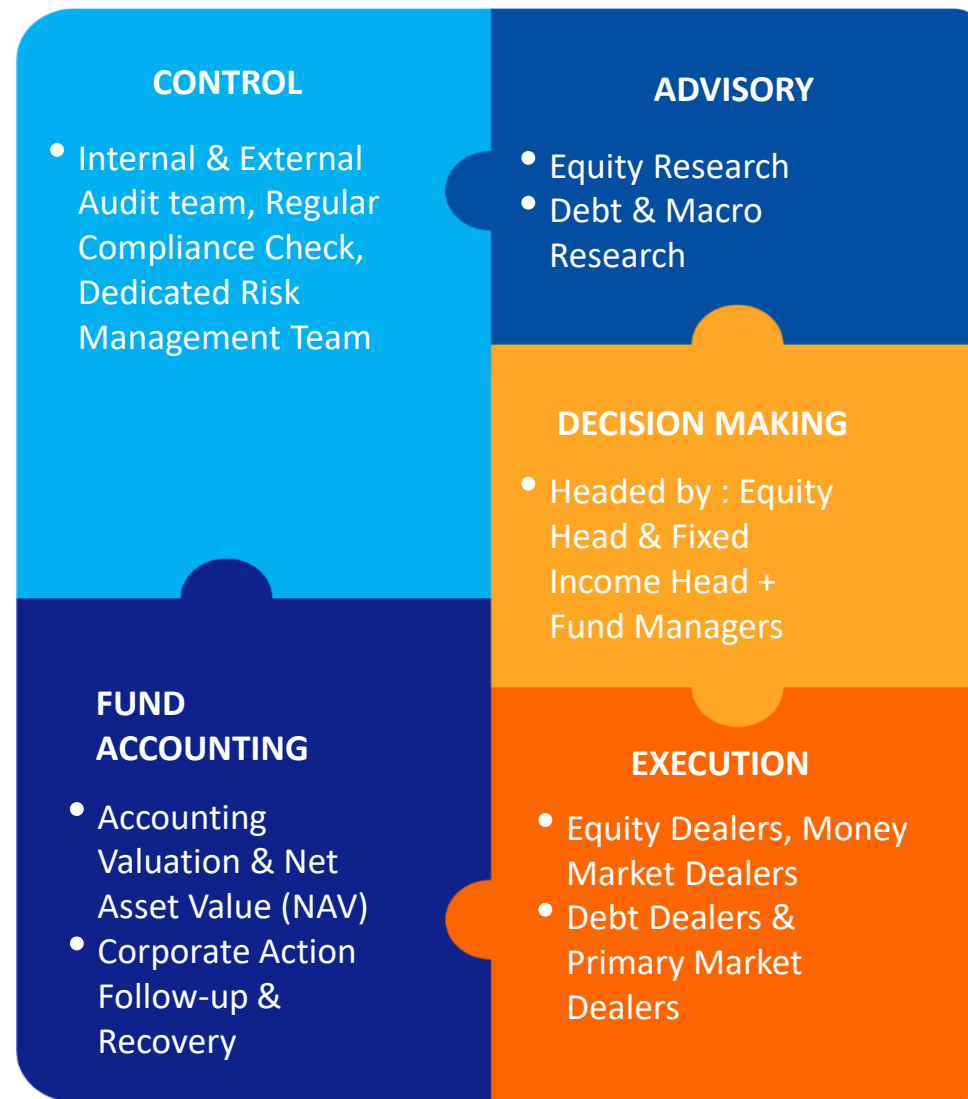 CONTROL
• Internal & External
Audit team, Regular
Compliance Check,
Dedicated Risk
Management Team
ADVISORY
• Equity Research
• Debt & Macro
Research
DECISION MAKING
• Headed by : Equity
Head & Fixed
Income Head +
Fund Managers
FUND
ACCOUNTING
• Accounting
Valuation & Net
Asset Value (NAV)
• Corporate Action
Follow-up &
Recovery
EXECUTION
• Equity Dealers, Money
Market Dealers
• Debt Dealers &
Primary Market
Dealers